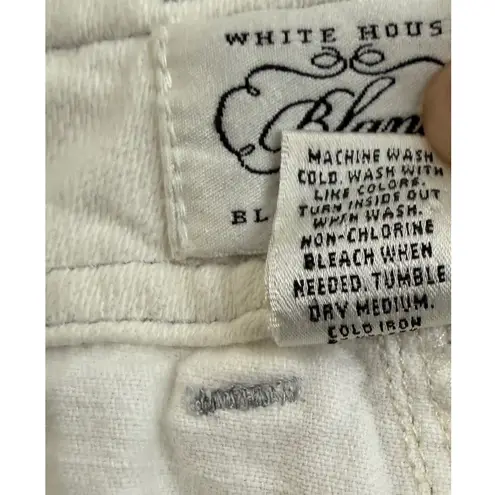 WHITE HOUS
Blan
BL
MACHINE WASH
COLD. WASH WITH
LIKE COLORS.
TURN INSIDE OUT
WHEN WASH.
NON-CHLORINE
BLEACH WHEN
NEEDED. TUMBLE
DRY MEDIUM.
COLD IRON